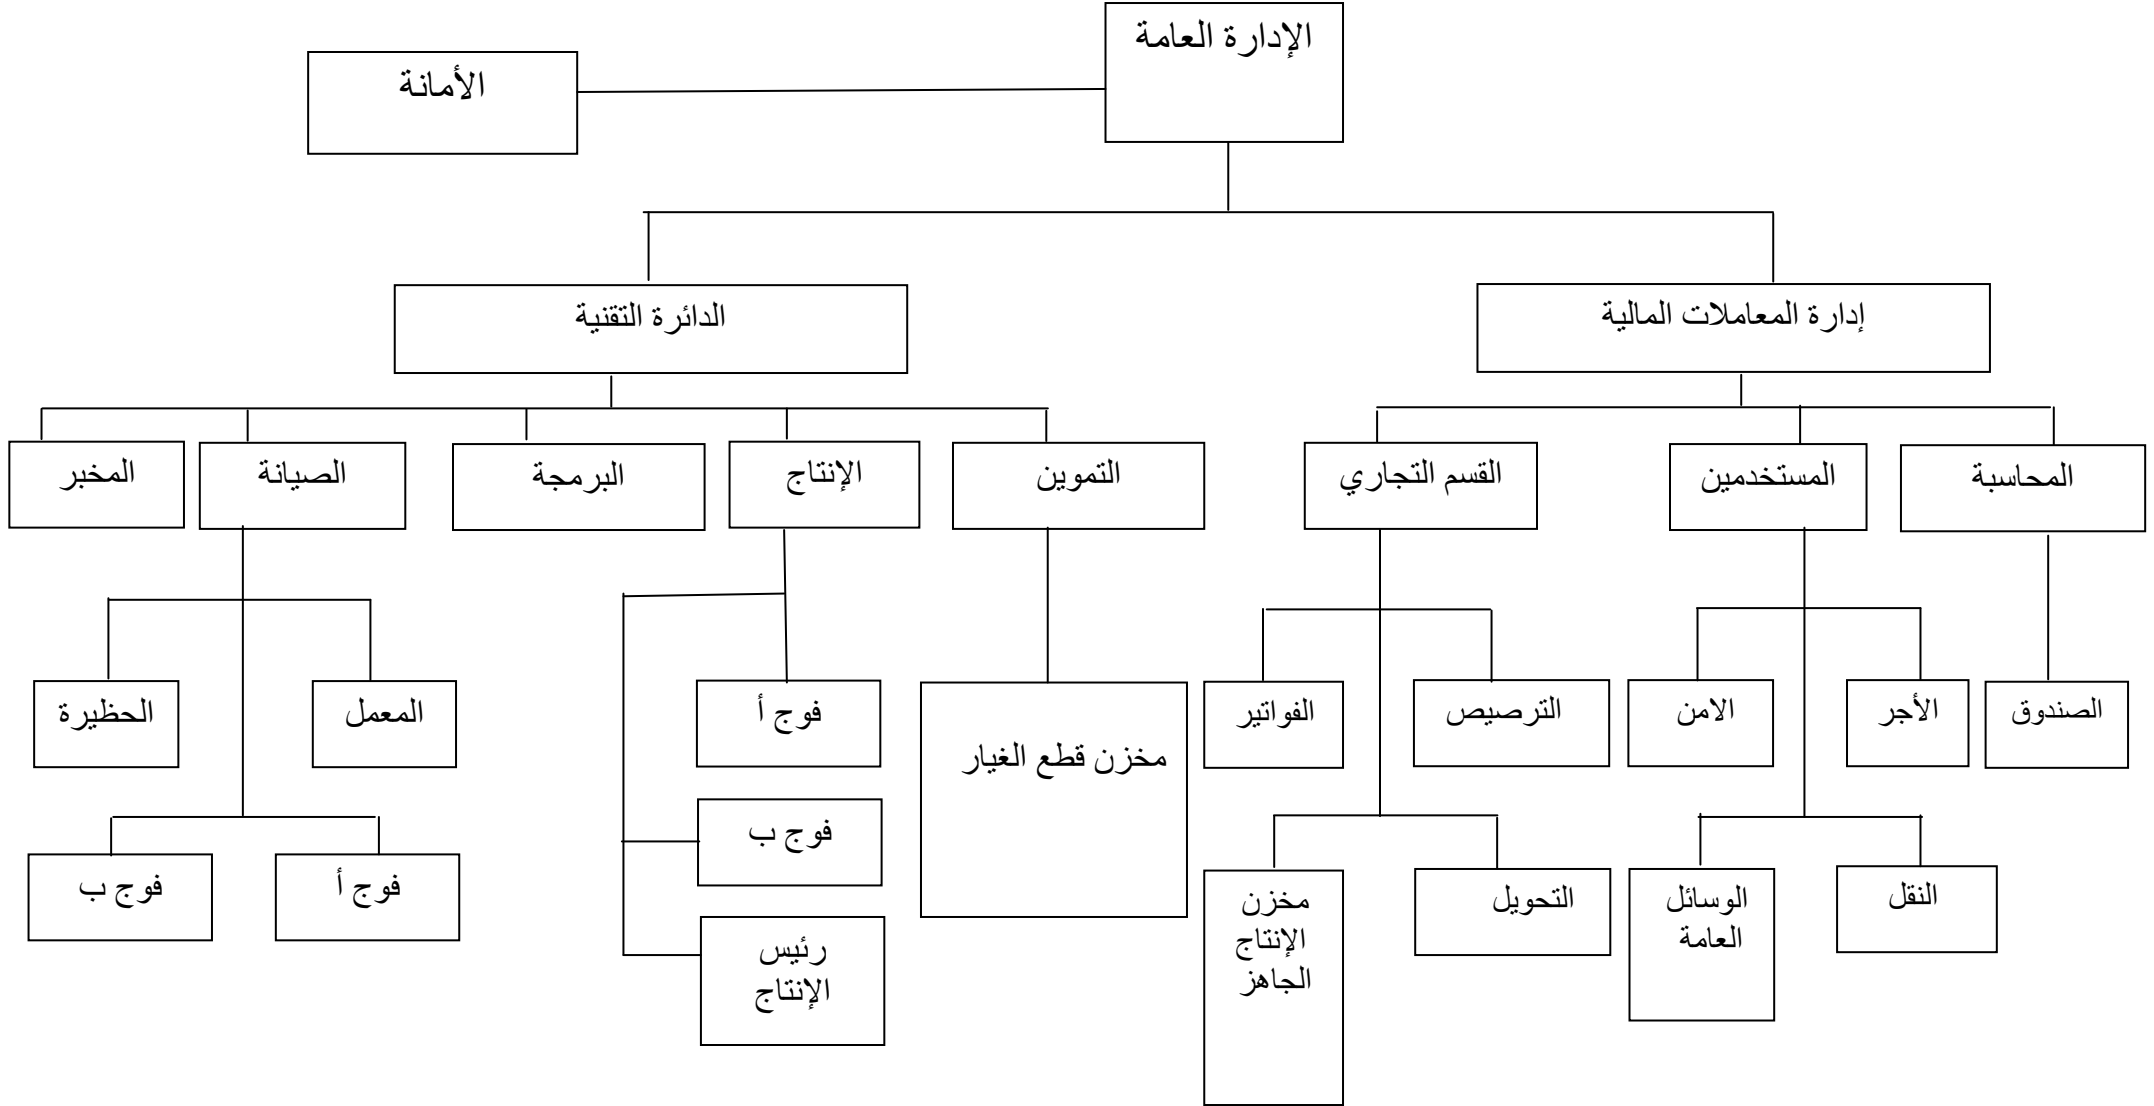 الإدارة العامة
الأمانة
إدارة المعاملات المالية
الدائرة التقنية
المحاسبة
المستخدمين
القسم التجاري
التموين
الإنتاج
البرمجة
الصيانة
المخبر
الصندوق
الأجر
الامن
الترصيص
الفواتير
مخزن قطع الغيار
فوج أ
المعمل
الحظيرة
فوج ب
النقل
الوسائل
العامة
التحويل
مخزن
الإنتاج
الجاهز
رئيس
الإنتاج
فوج أ
فوج ب